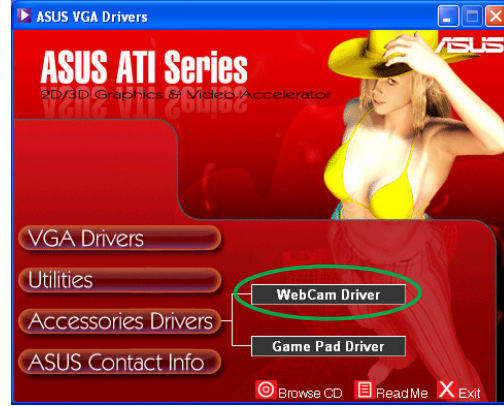 ASUS VGA Drivers
ASUS
ASUS ATI Series
2D/3D Graphics & Video Accelerator
VGA Drivers
Utilities
WebCam Driver
Accessories Drivers
Game Pad Driver
ASUS Contact Info
Browse CD
ReadMe
Exit